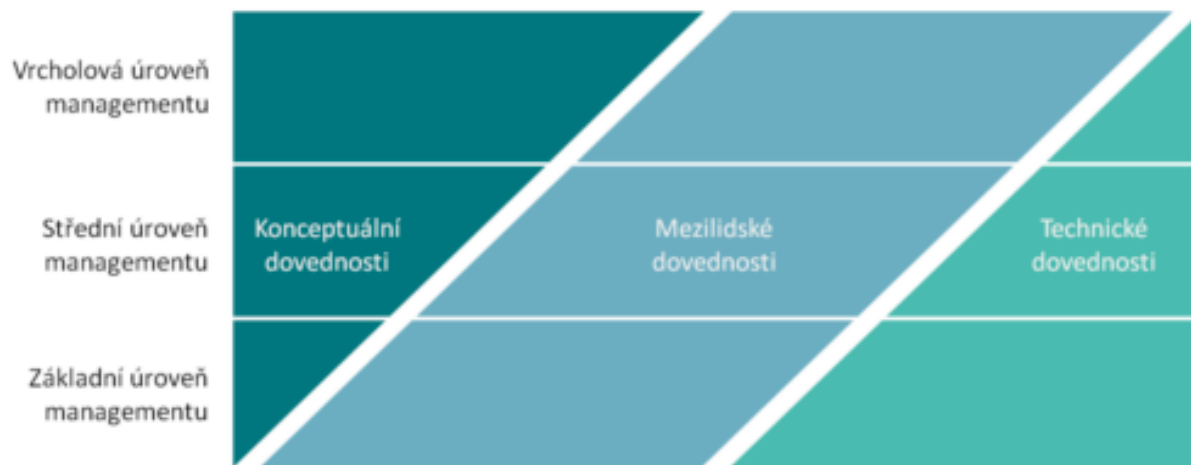 Vrcholová úroveň
managementu
Střední úroveň
managementu
Konceptuální
dovednosti
Mezilidské
dovednosti
Technické
dovednosti
Základní úroveň
managementu